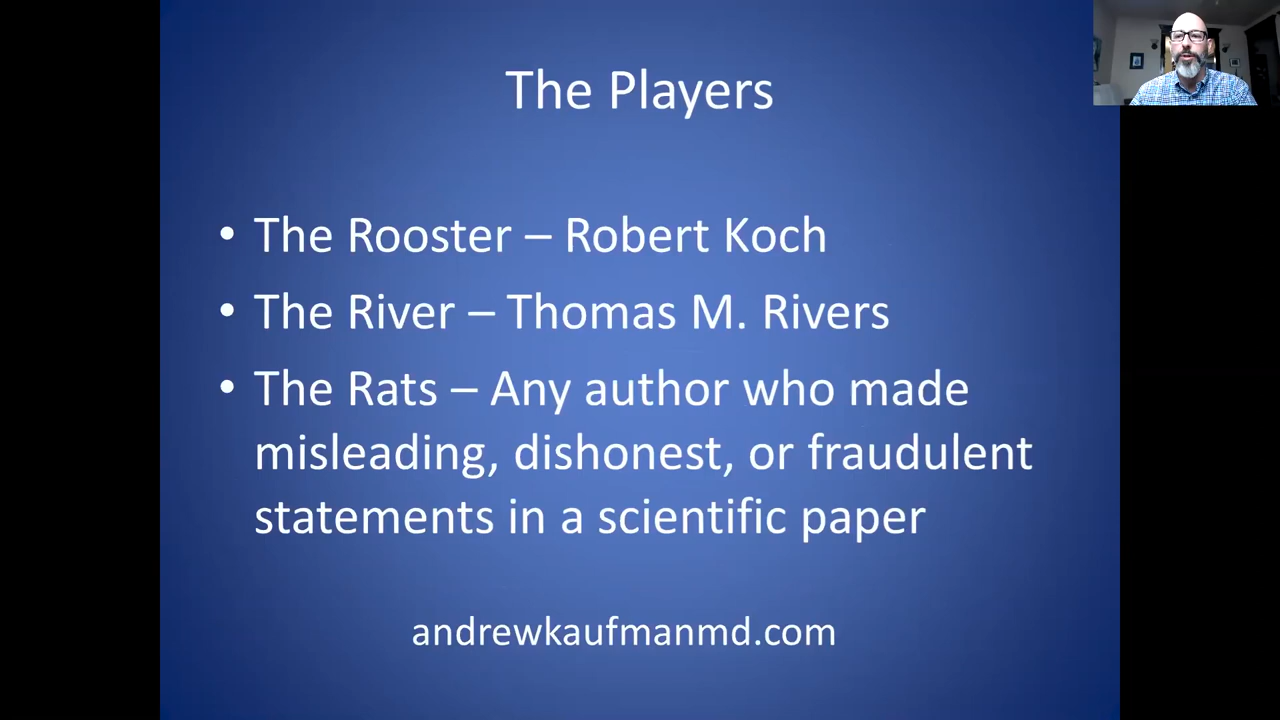 The Players
• The Rooster – Robert Koch
• The River – Thomas M. Rivers
• The Rats – Any author who made
misleading, dishonest, or fraudulent
statements in a scientific paper
andrewkaufmanmd.com